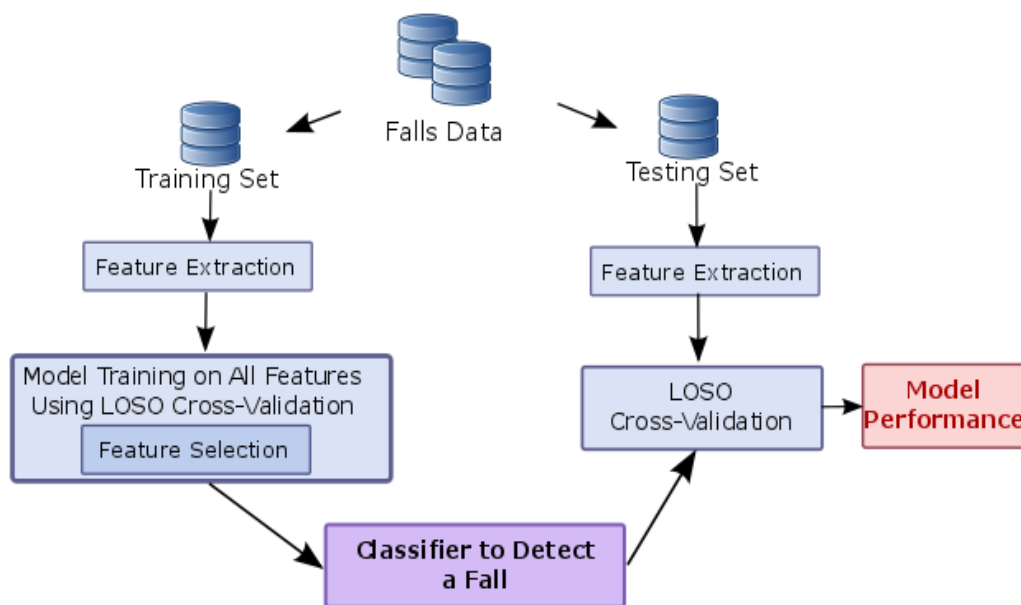 Falls Data
Training Set
Testing Set
Feature Extraction
Feature Extraction
Model Training on All Features
Using LOSO Cross-Validation
Feature Selection
LOSO
Cross-Validation
Model
Performance
Classifier to Detect
a Fall